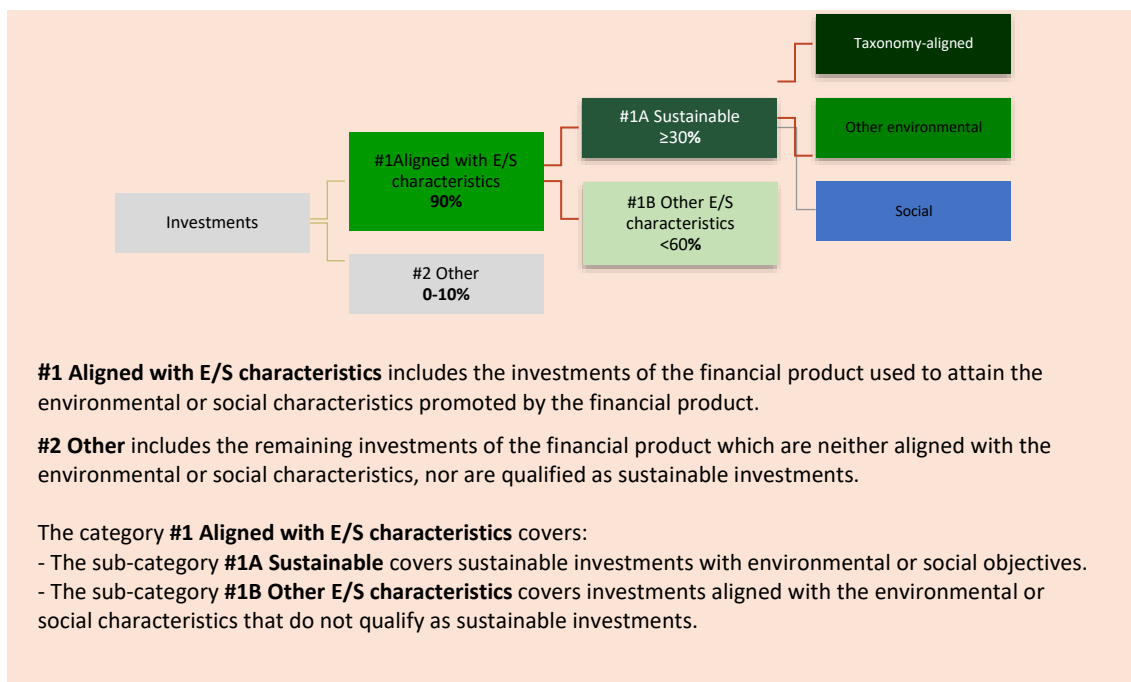 Taxonomy-aligned
#1A Sustainable
≥30%
Other environmental
#1Aligned with E/S
characteristics
90%
#1B Other E/S
characteristics
<60%
Social
Investments
#2 Other
0-10%
#1 Aligned with E/S characteristics includes the investments of the financial product used to attain the
environmental or social characteristics promoted by the financial product.
#2 Other includes the remaining investments of the financial product which are neither aligned with the
environmental or social characteristics, nor are qualified as sustainable investments.
The category #1 Aligned with E/S characteristics covers:
- The sub-category #1A Sustainable covers sustainable investments with environmental or social objectives.
- The sub-category #1B Other E/S characteristics covers investments aligned with the environmental or
social characteristics that do not qualify as sustainable investments.